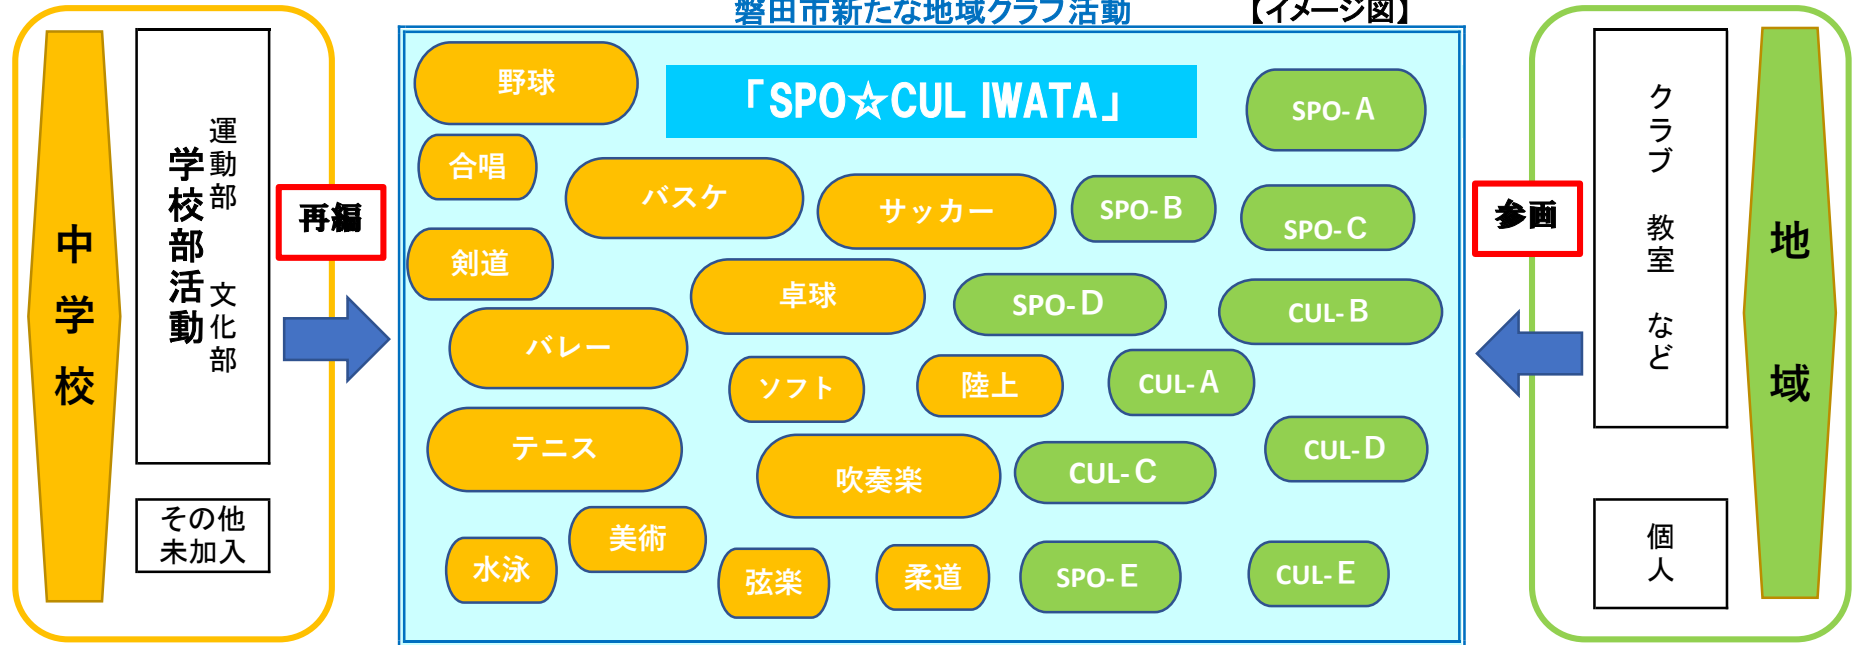 磐田市新たな地域クラブ活動 【イメージ図】
中学校
学校部活動
運動部 文化部
その他
未加入
再編
「SPO☆CUL IWATA」
野球
合唱
剣道
バレー
テニス
水泳
美術
バスケ
サッカー
卓球
ソフト
陸上
吹奏楽
弦楽
柔道
SPO-A
SPO-B
SPO-C
SPO-D
CUL-B
CUL-A
CUL-D
CUL-C
SPO-E
CUL-E
参画
クラブ 教室 など
個人
地域